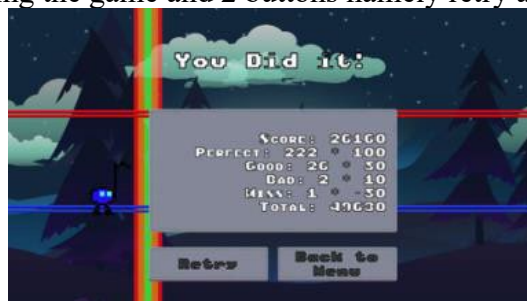 ing the game and 2 buttons namely retry a
You Did it!
Score: 26160
Perfect: 222 * 100
Good: 26 * 50
Bad: 2 * 10
Miss: 1 * -50
Total: 49630
Retry
Back to
Menu